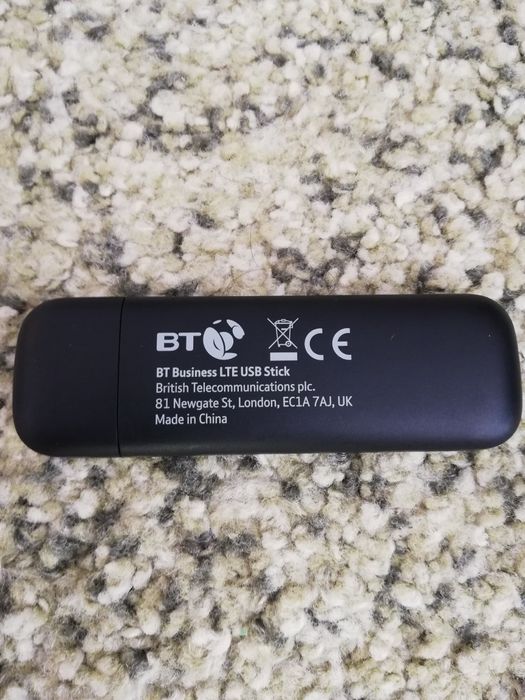 BT CE
BT Business LTE USB Stick
British Telecommunications plc.
81 Newgate St, London, EC1A 7AJ, UK
Made in China